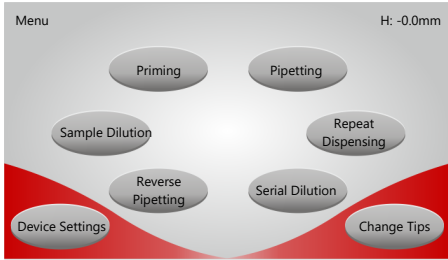 Menu
H: -0.0mm
Priming
Pipetting
Sample Dilution
Repeat
Dispensing
Reverse
Pipetting
Serial Dilution
Device Settings
Change Tips